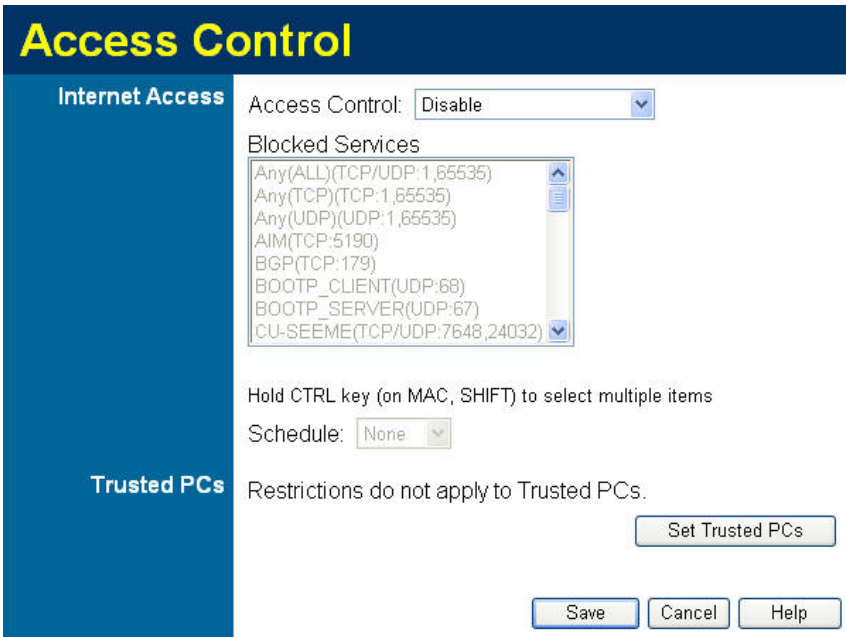 Access Control
Internet Access
Access Control: Disable
Blocked Services
Any(ALL)(TCP/UDP:1,65535)
Any(TCP)(TCP:1,65535)
Any(UDP)(UDP:1,65535)
AIM(TCP:5190)
BGP(TCP:179)
BOOTP_CLIENT(UDP:68)
BOOTP_SERVER(UDP:67)
CU-SEEME(TCP/UDP:7648,24032)
Hold CTRL key (on MAC, SHIFT) to select multiple items
Schedule: None
Trusted PCs
Restrictions do not apply to Trusted PCs.
Set Trusted PCs
Save Cancel Help